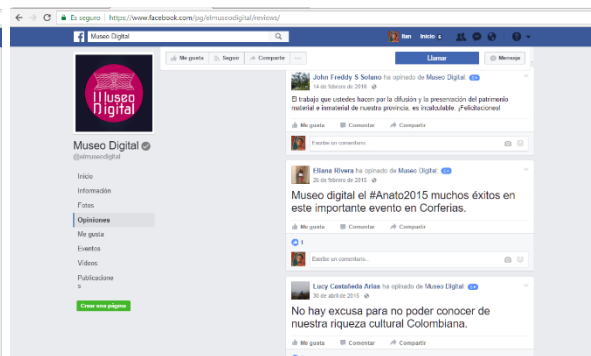 Es seguro | https://www.facebook.com/pg/elmuseodigital/reviews/
Museo Digital
Ilan Inicio
Me gusta Seguir Compartir ... Llamar Mensaje
Museo
Digital
Museo Digital
@elmuseodigital
Inicio
Información
Fotos
Opiniones
Me gusta
Eventos
Vídeos
Publicacione
s
Crear una página
John Freddy S Solano ha opinado de Museo Digital.
14 de febrero de 2016
El trabajo que ustedes hacen por la difusión y la preservación del patrimonio
material e inmaterial de nuestra provincia, es incalculable. ¡Felicitaciones!
Me gusta Comentar Compartir
Escribe un comentario...
Eliana Rivera ha opinado de Museo Digital.
26 de febrero de 2015
Museo digital el #Anato2015 muchos éxitos en
este importante evento en Corferias.
Me gusta Comentar Compartir
1
Escribe un comentario...
Lucy Castañeda Arias ha opinado de Museo Digital.
30 de abril de 2015
No hay excusa para no poder conocer de
nuestra riqueza cultural Colombiana.
Me gusta Comentar Compartir